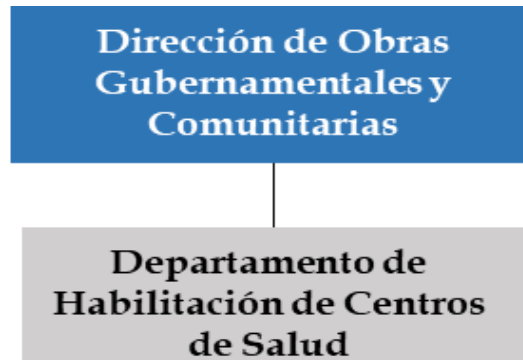 Dirección de Obras
Gubernamentales y
Comunitarias
Departamento de
Habilitación de Centros
de Salud